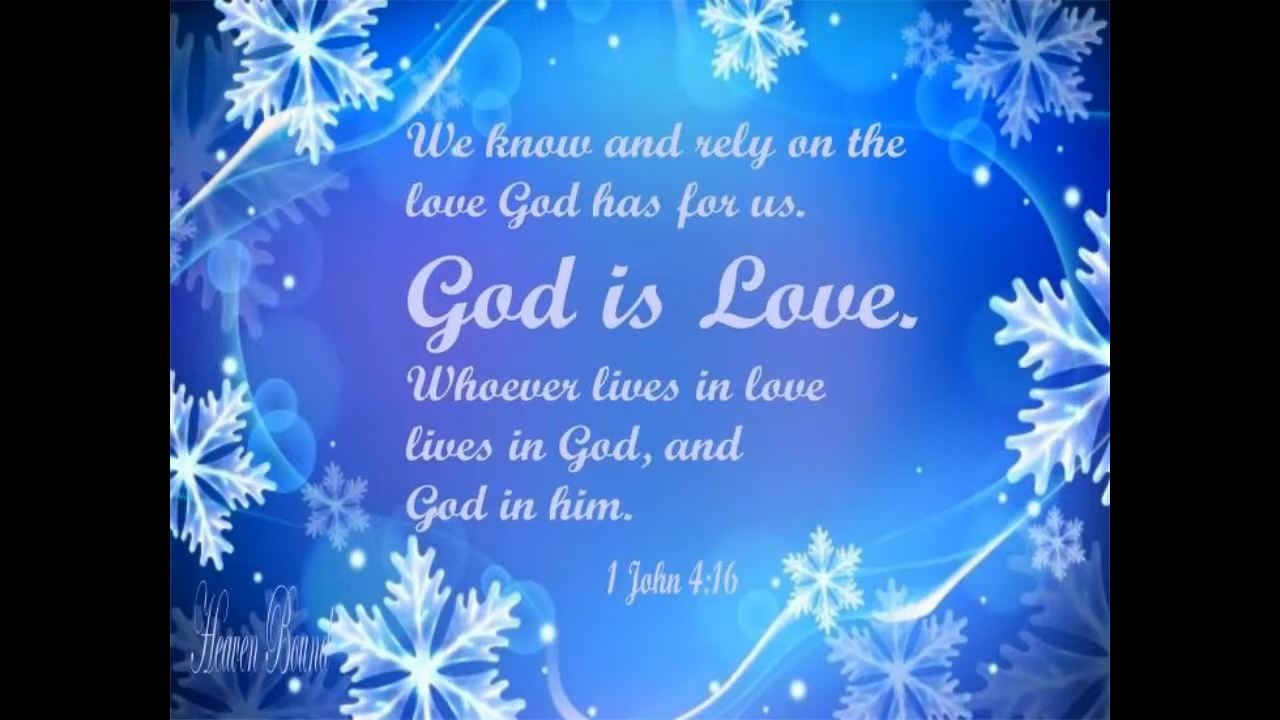 We know and rely on the
love God has for us.
God is Love.
Whoever lives in love
lives in God, and
God in him.
1 John 4:16
Heaven Bound